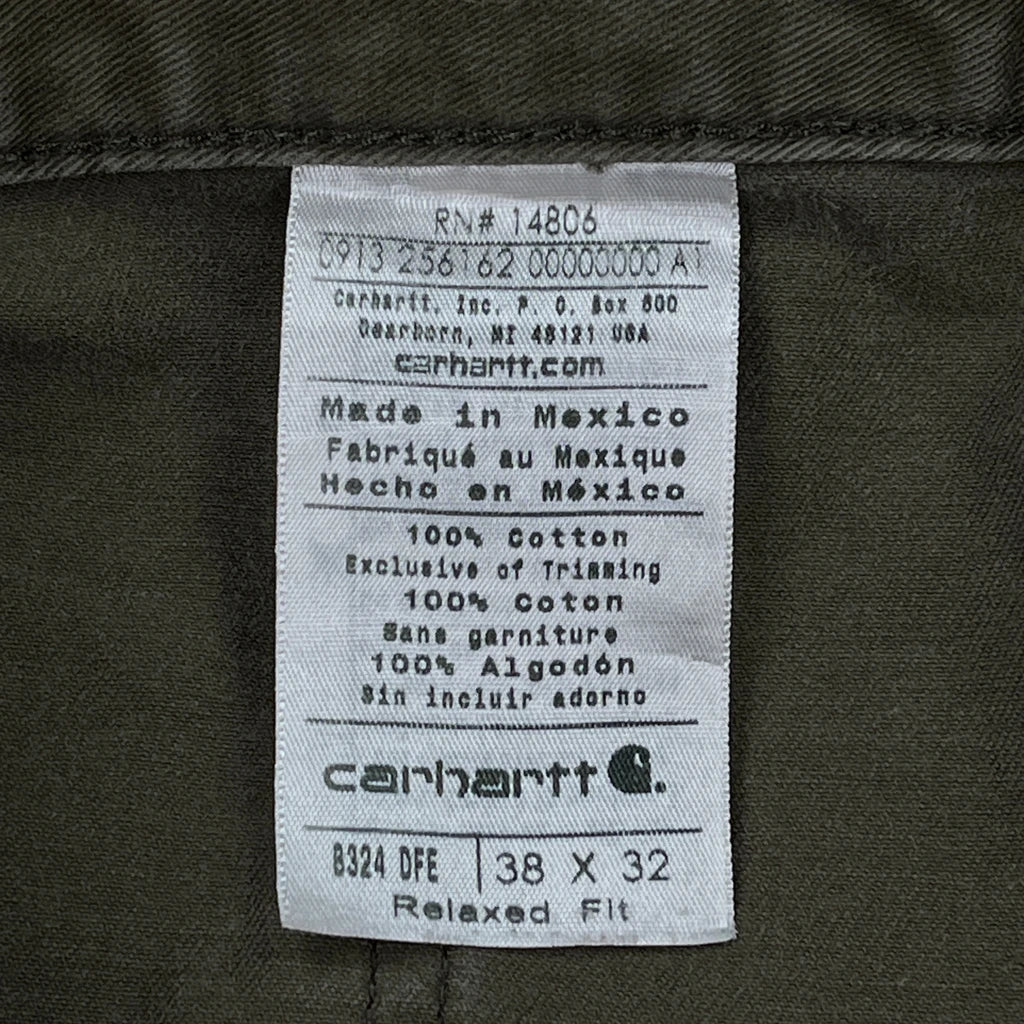 RN# 14806
0913 256162 00000000 A1
Carhartt, Inc. P. O. Box 600
Dearborn, MI 48121 USA
carhartt.com
Made in Mexico
Fabriqué au Mexique
Hecho en México
100% Cotton
Exclusive of Trimming
100% Coton
Sans garniture
100% Algodón
Sin incluir adorno
carhartt
B324 DFE 38 X 32
Relaxed Fit